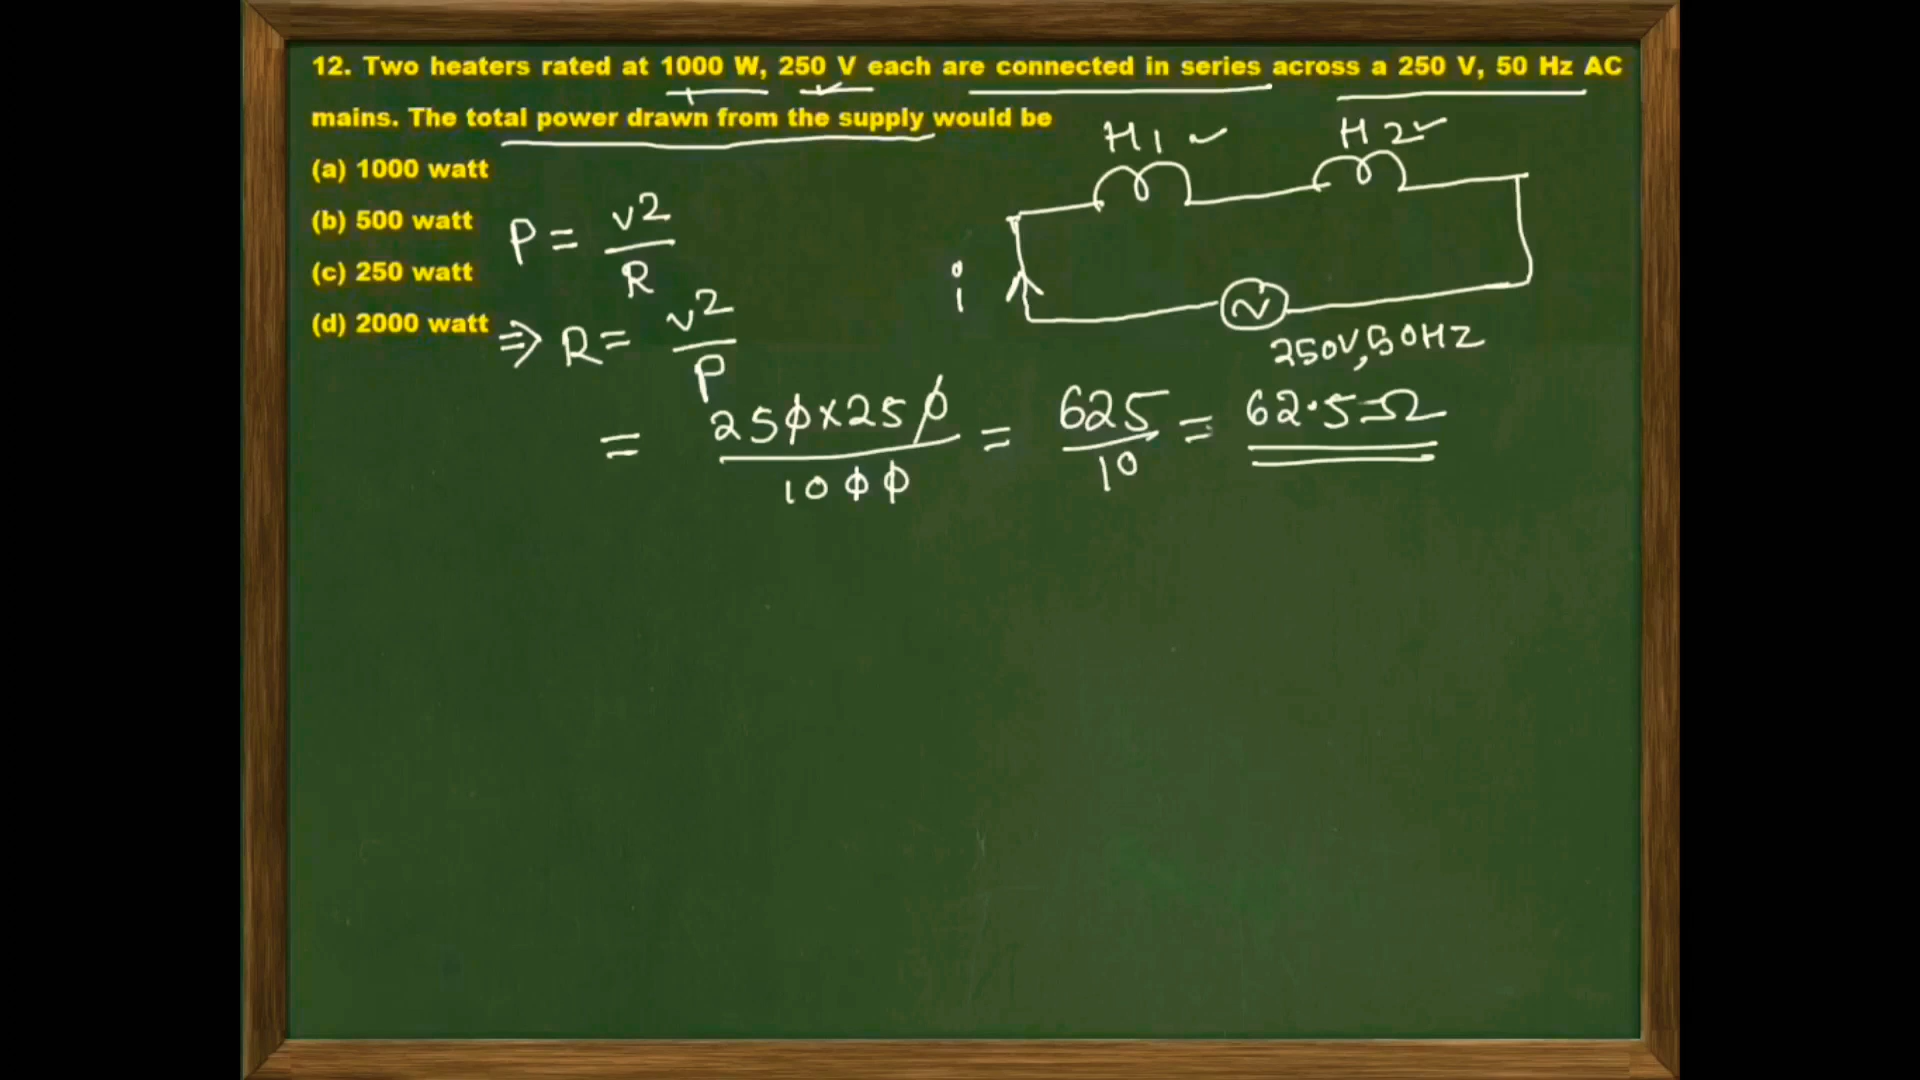 12. Two heaters rated at 1000 W, 250 V each are connected in series across a 250 V, 50 Hz AC
mains. The total power drawn from the supply would be
(a) 1000 watt
(b) 500 watt
(c) 250 watt
(d) 2000 watt
H1 ✓ H2 ✓
P = v2/R
i
250V, 50HZ
⇒ R = v2/P
= 250×250/1000 = 625/10 = 62.5Ω